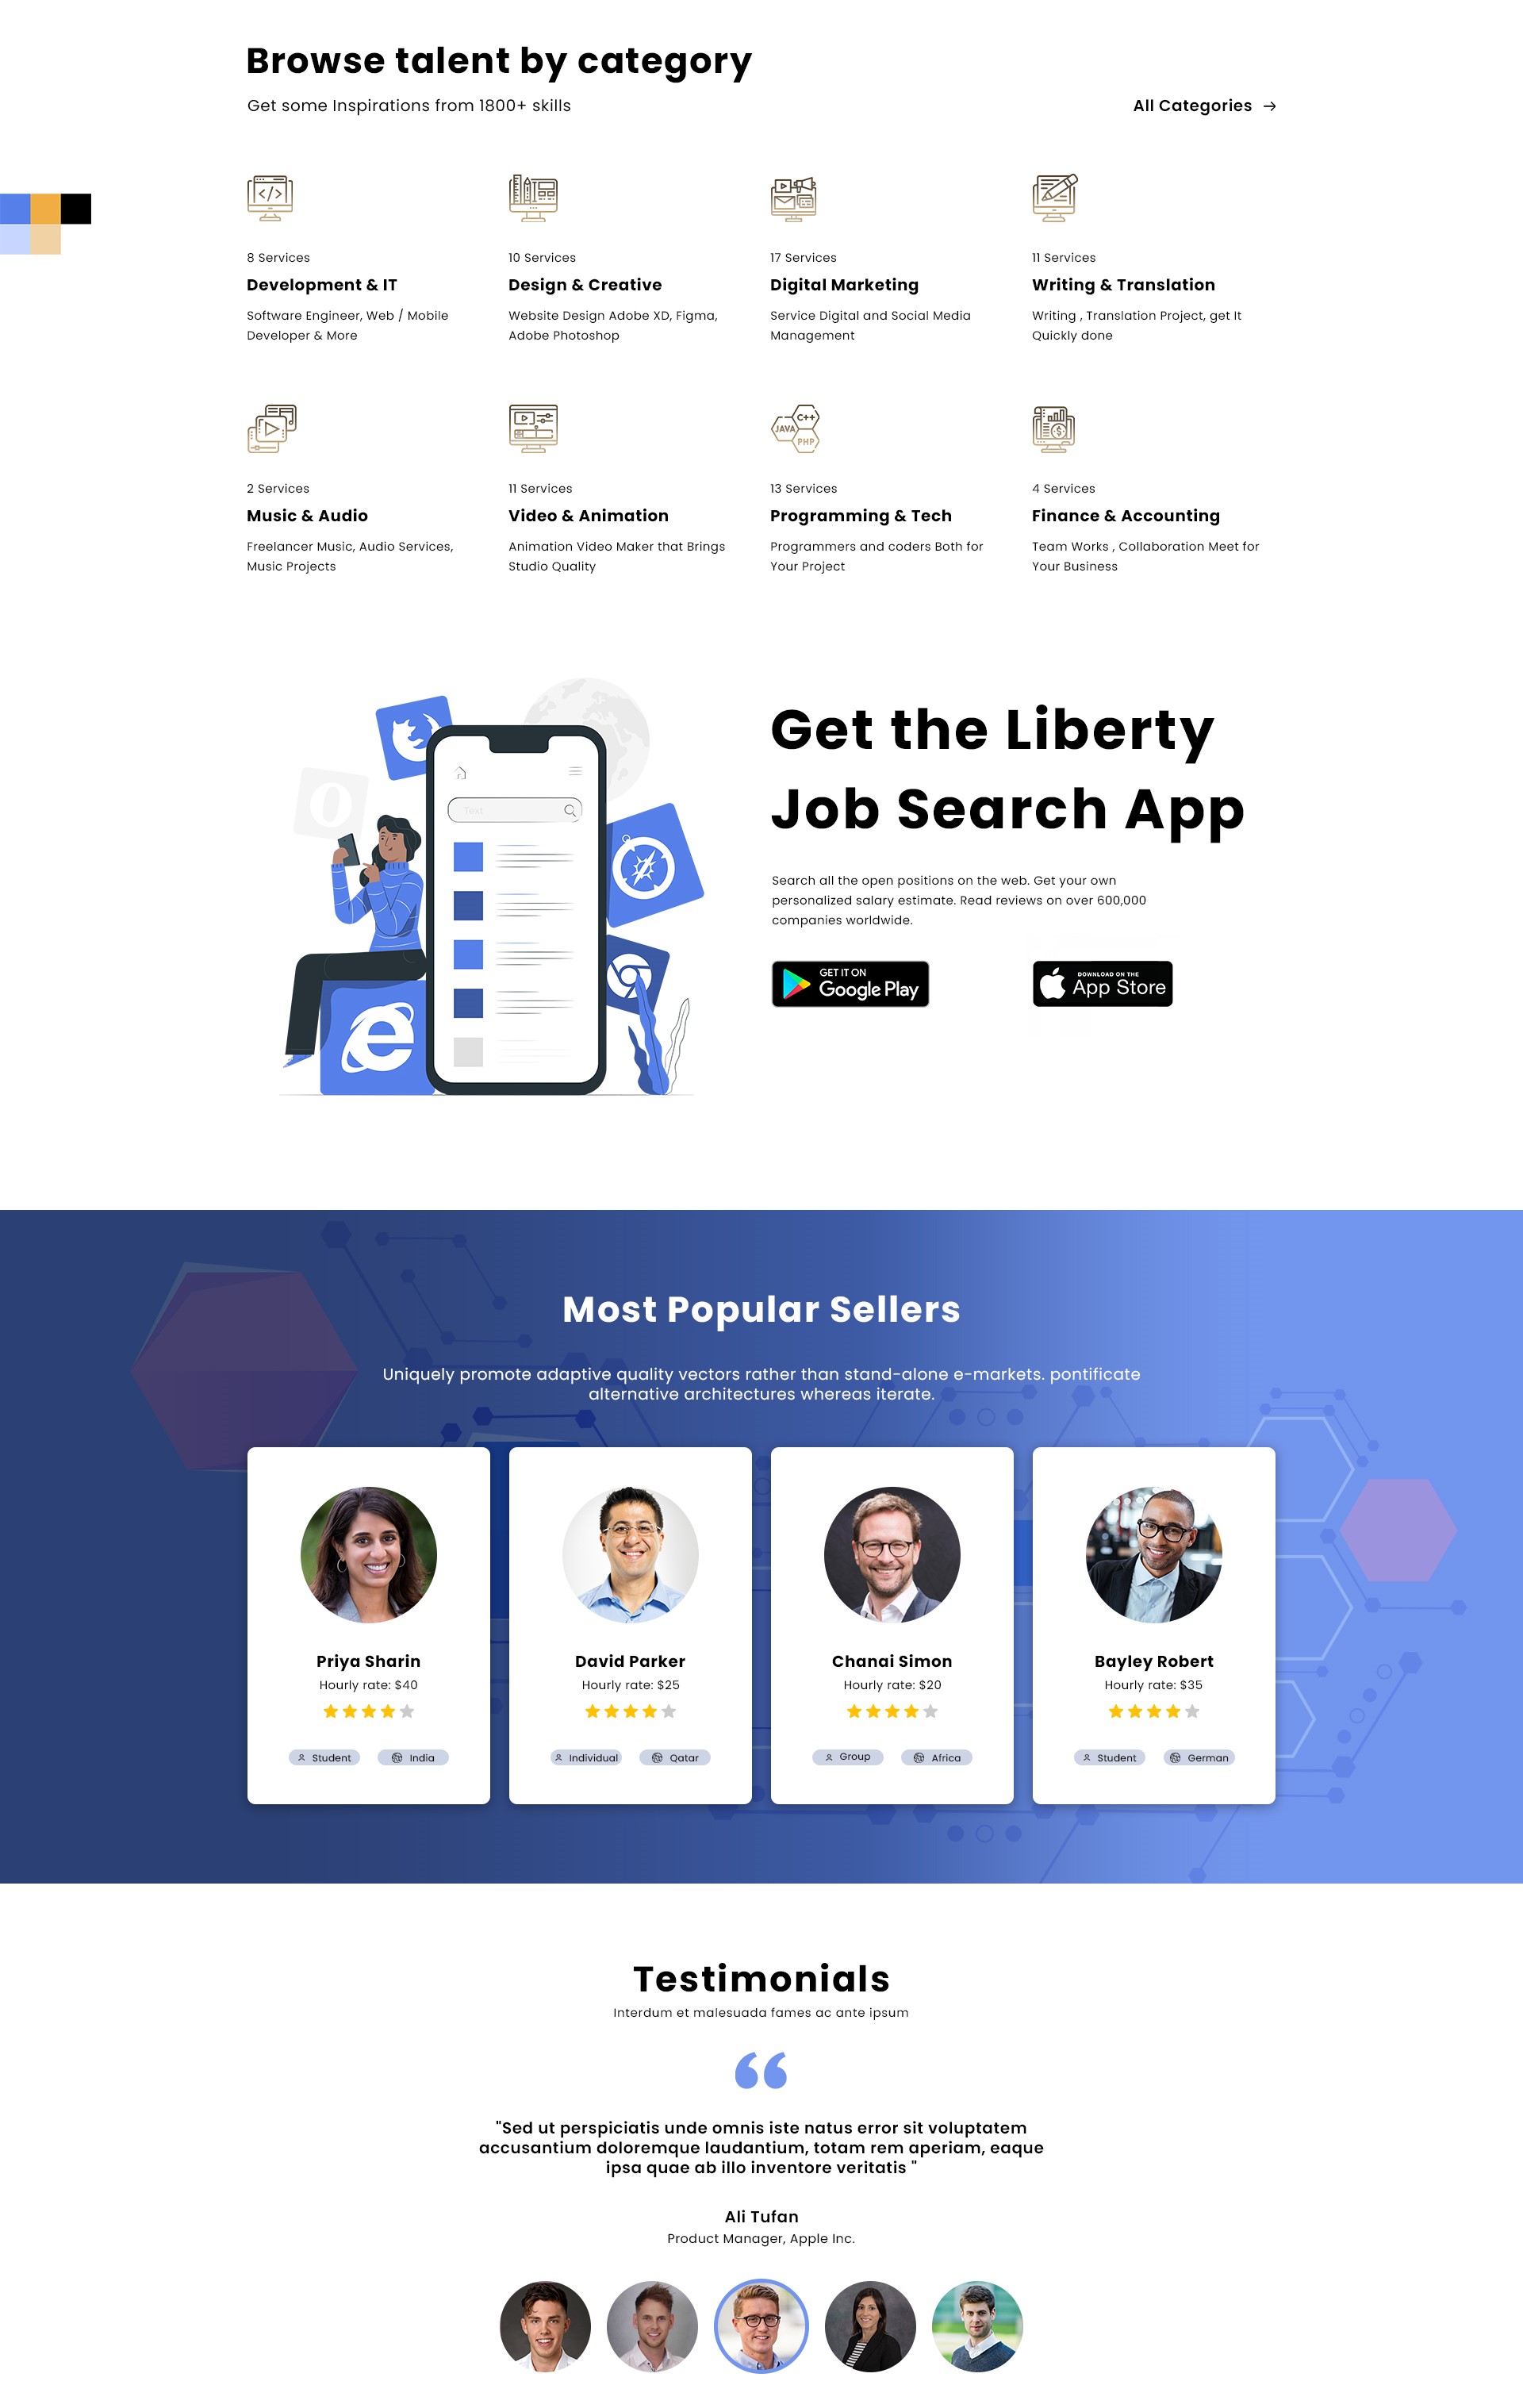 Browse talent by category
Get some Inspirations from 1800+ skills
All Categories →
8 Services
Development & IT
Software Engineer, Web / Mobile
Developer & More
10 Services
Design & Creative
Website Design Adobe XD, Figma,
Adobe Photoshop
17 Services
Digital Marketing
Service Digital and Social Media
Management
11 Services
Writing & Translation
Writing , Translation Project, get It
Quickly done
2 Services
Music & Audio
Freelancer Music, Audio Services,
Music Projects
11 Services
Video & Animation
Animation Video Maker that Brings
Studio Quality
C++
JAVA
PHP
13 Services
Programming & Tech
Programmers and coders Both for
Your Project
4 Services
Finance & Accounting
Team Works , Collaboration Meet for
Your Business
Text
Get the Liberty
Job Search App
Search all the open positions on the web. Get your own
personalized salary estimate. Read reviews on over 600,000
companies worldwide.
GET IT ON
Google Play
DOWNLOAD ON THE
App Store
Most Popular Sellers
Uniquely promote adaptive quality vectors rather than stand-alone e-markets. pontificate
alternative architectures whereas iterate.
Priya Sharin
Hourly rate: $40
Student
India
David Parker
Hourly rate: $25
Individual
Qatar
Chanai Simon
Hourly rate: $20
Group
Africa
Bayley Robert
Hourly rate: $35
Student
German
Testimonials
Interdum et malesuada fames ac ante ipsum
"Sed ut perspiciatis unde omnis iste natus error sit voluptatem
accusantium doloremque laudantium, totam rem aperiam, eaque
ipsa quae ab illo inventore veritatis "
Ali Tufan
Product Manager, Apple Inc.